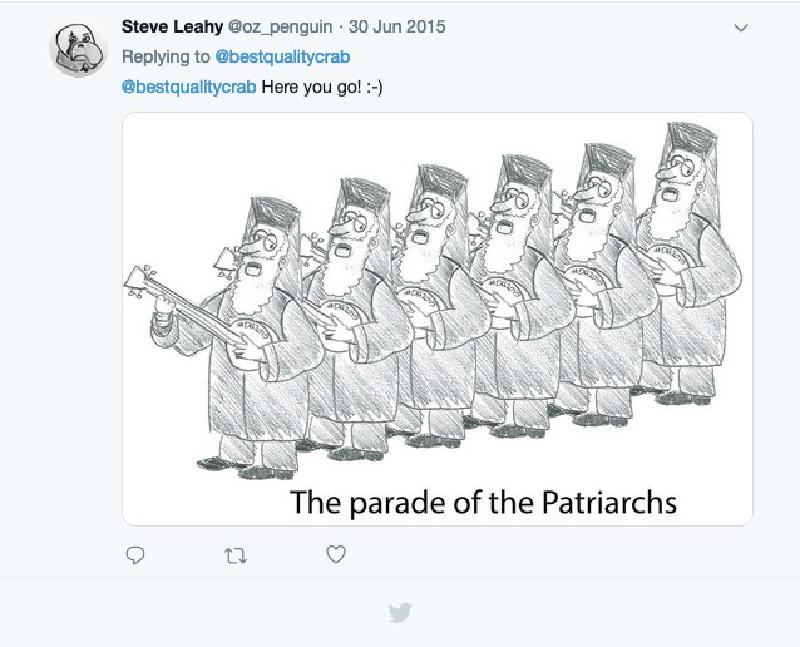 Steve Leahy @oz_penguin · 30 Jun 2015
Replying to @bestqualitycrab
@bestqualitycrab Here you go! :-)
The parade of the Patriarchs